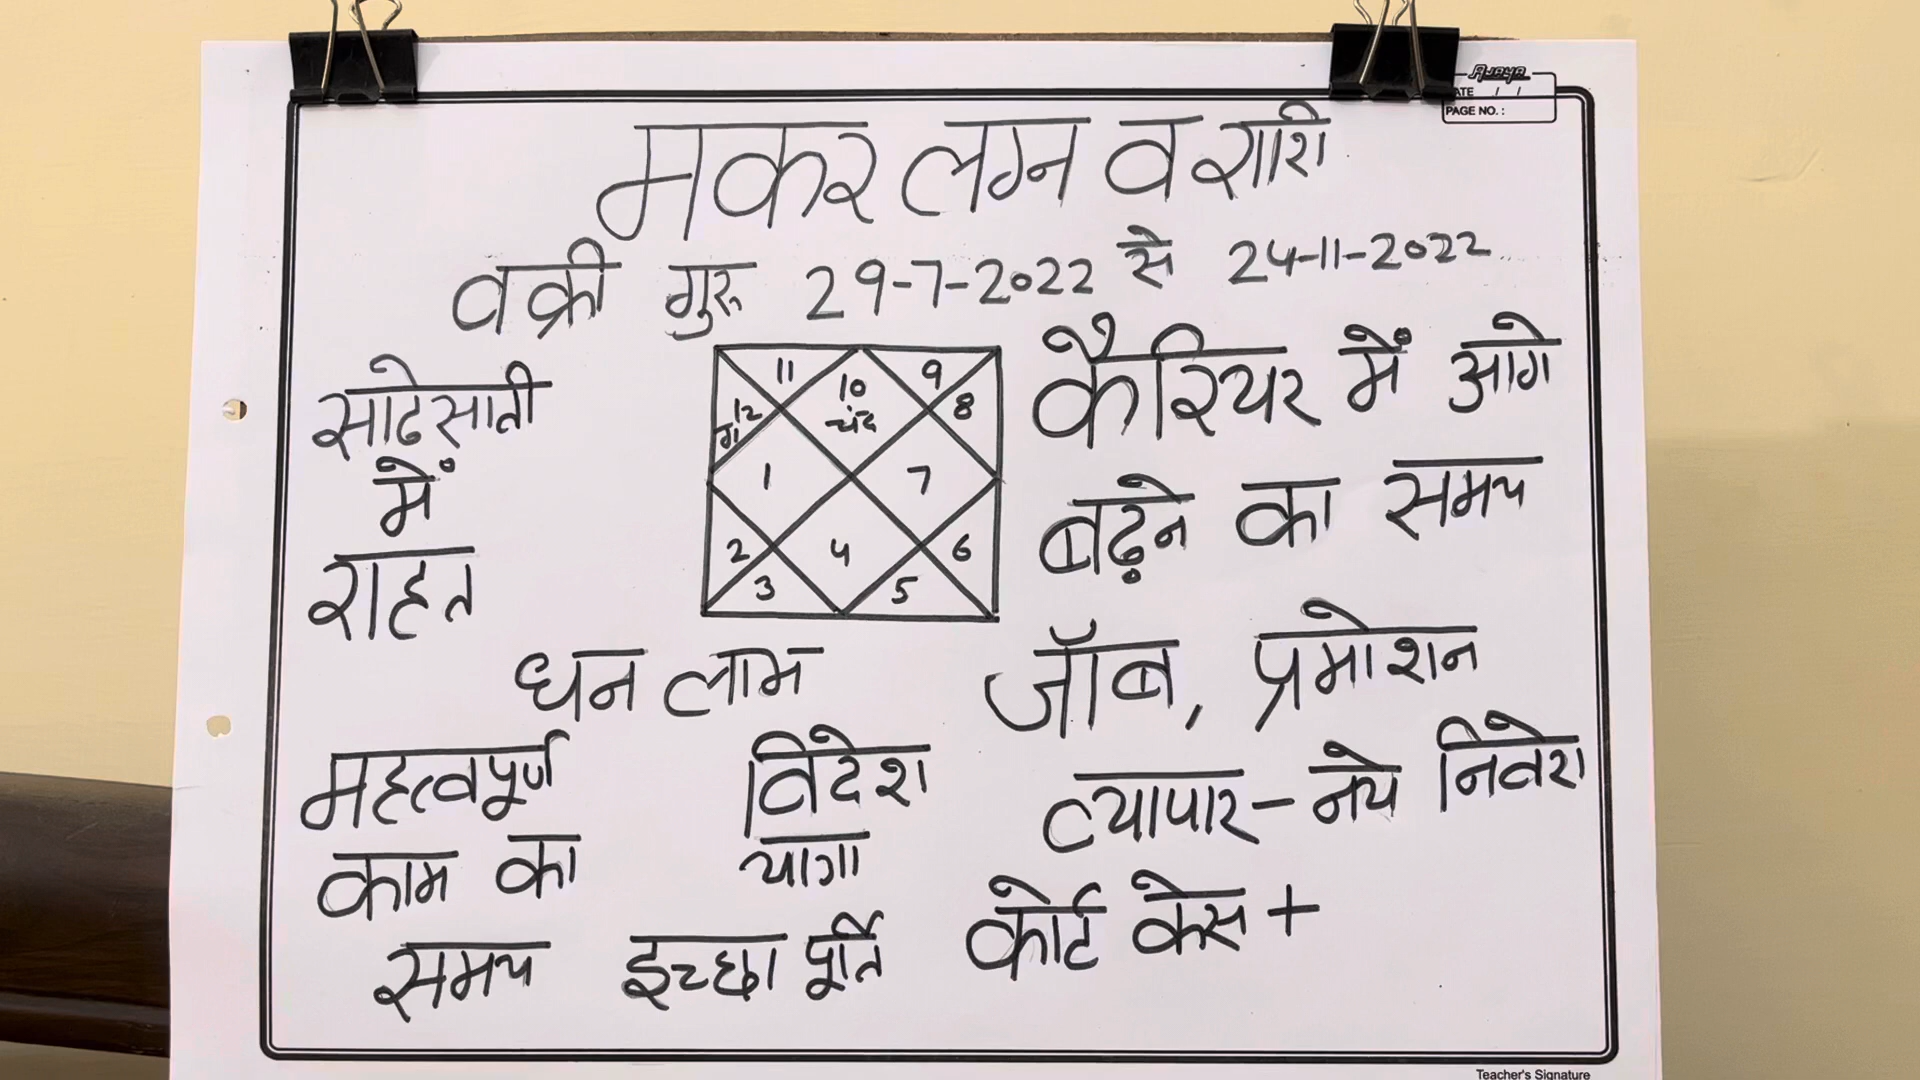 Ajaya
DATE / /
PAGE NO. :
मकर लग्न व राशि
वक्री गुरु 29-7-2022 से 24-11-2022
साढेसाती
में
राहत
11 10 9
12 चंद्र 8
गु
1 7
2 4 6
3 5
कैरियर में आगे
बढ़ने का समय
धन लाभ
जॉब, प्रमोशन
महत्वपूर्ण
काम का
समय
विदेश
यात्रा
इच्छा पूर्ति
व्यापार - नये निवेश
कोर्ट केस +
Teacher's Signature